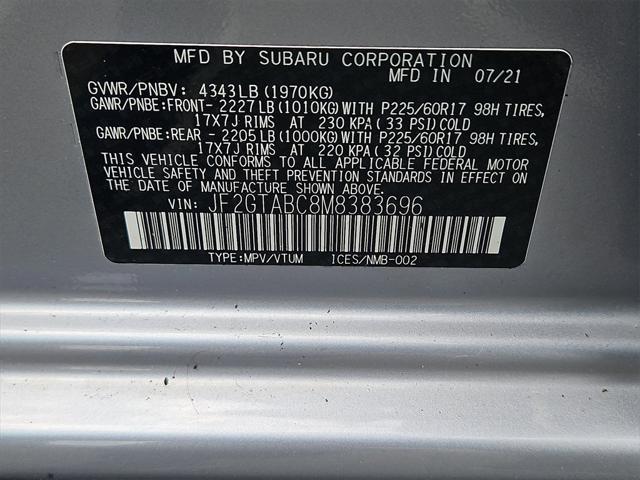 MFD BY SUBARU CORPORATION
MFD IN 07/21
GVWR/PNBV: 4343LB (1970KG)
GAWR/PNBE:FRONT- 2227LB (1010KG)WITH P225/60R17 98H TIRES,
17X7J RIMS AT 230 KPA (33 PSI)COLD
GAWR/PNBE:REAR - 2205LB (1000KG)WITH P225/60R17 98H TIRES,
17X7J RIMS AT 220 KPA (32 PSI)COLD
THIS VEHICLE CONFORMS TO ALL APPLICABLE FEDERAL MOTOR
VEHICLE SAFETY AND THEFT PREVENTION STANDARDS IN EFFECT ON
THE DATE OF MANUFACTURE SHOWN ABOVE.
VIN: JF2GTABC8M8383696
TYPE:MPV/VTUM ICES/NMB-002